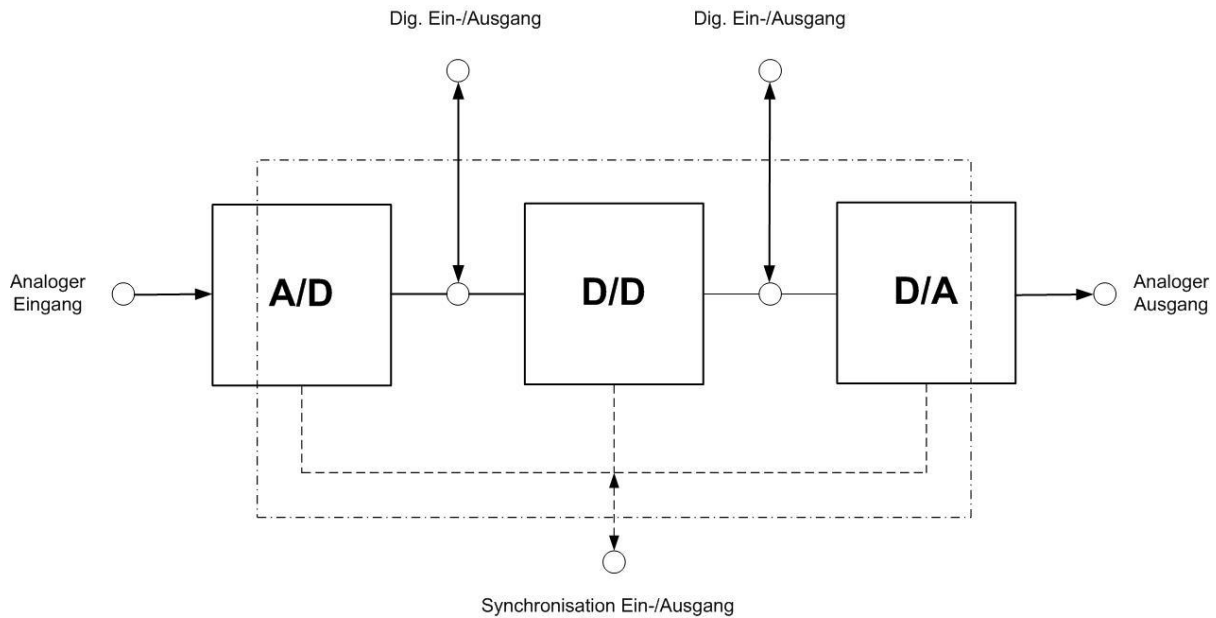 Dig. Ein-/Ausgang
Dig. Ein-/Ausgang
Analoger
Eingang
A/D
D/D
D/A
Analoger
Ausgang
Synchronisation Ein-/Ausgang